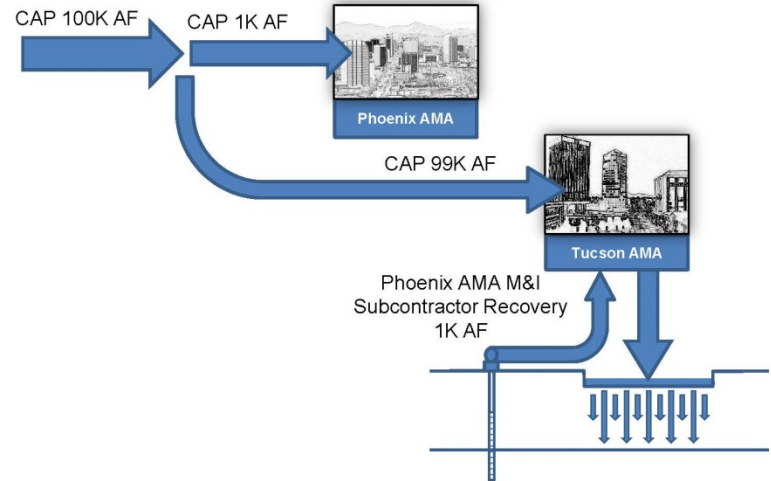 CAP 100K AF
CAP 1K AF
Phoenix AMA
CAP 99K AF
Tucson AMA
Phoenix AMA M&I
Subcontractor Recovery
1K AF